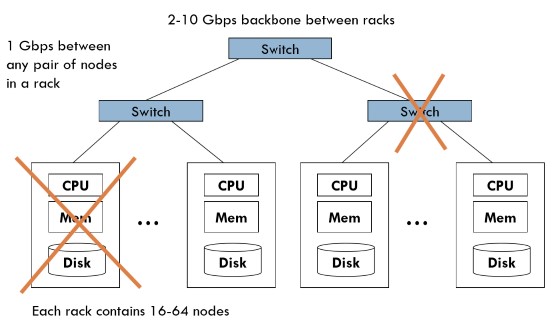 2-10 Gbps backbone between racks
1 Gbps between
any pair of nodes
in a rack
Switch
Switch
Switch
CPU
Mem
Disk
...
CPU
Mem
Disk
CPU
Mem
Disk
...
CPU
Mem
Disk
Each rack contains 16-64 nodes